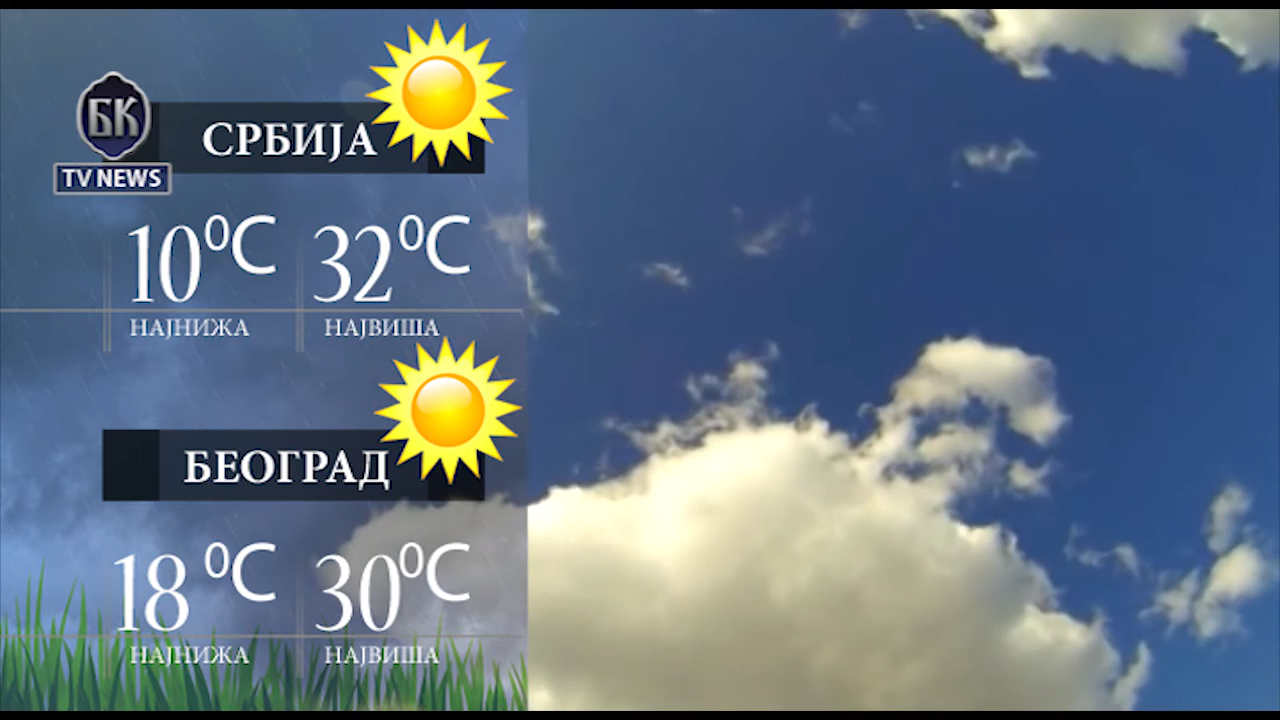 БК
TV NEWS
СРБИЈА
10°C 32°C
НАЈНИЖА НАЈВИША
БЕОГРАД
18 °C 30°C
НАЈНИЖА НАЈВИША